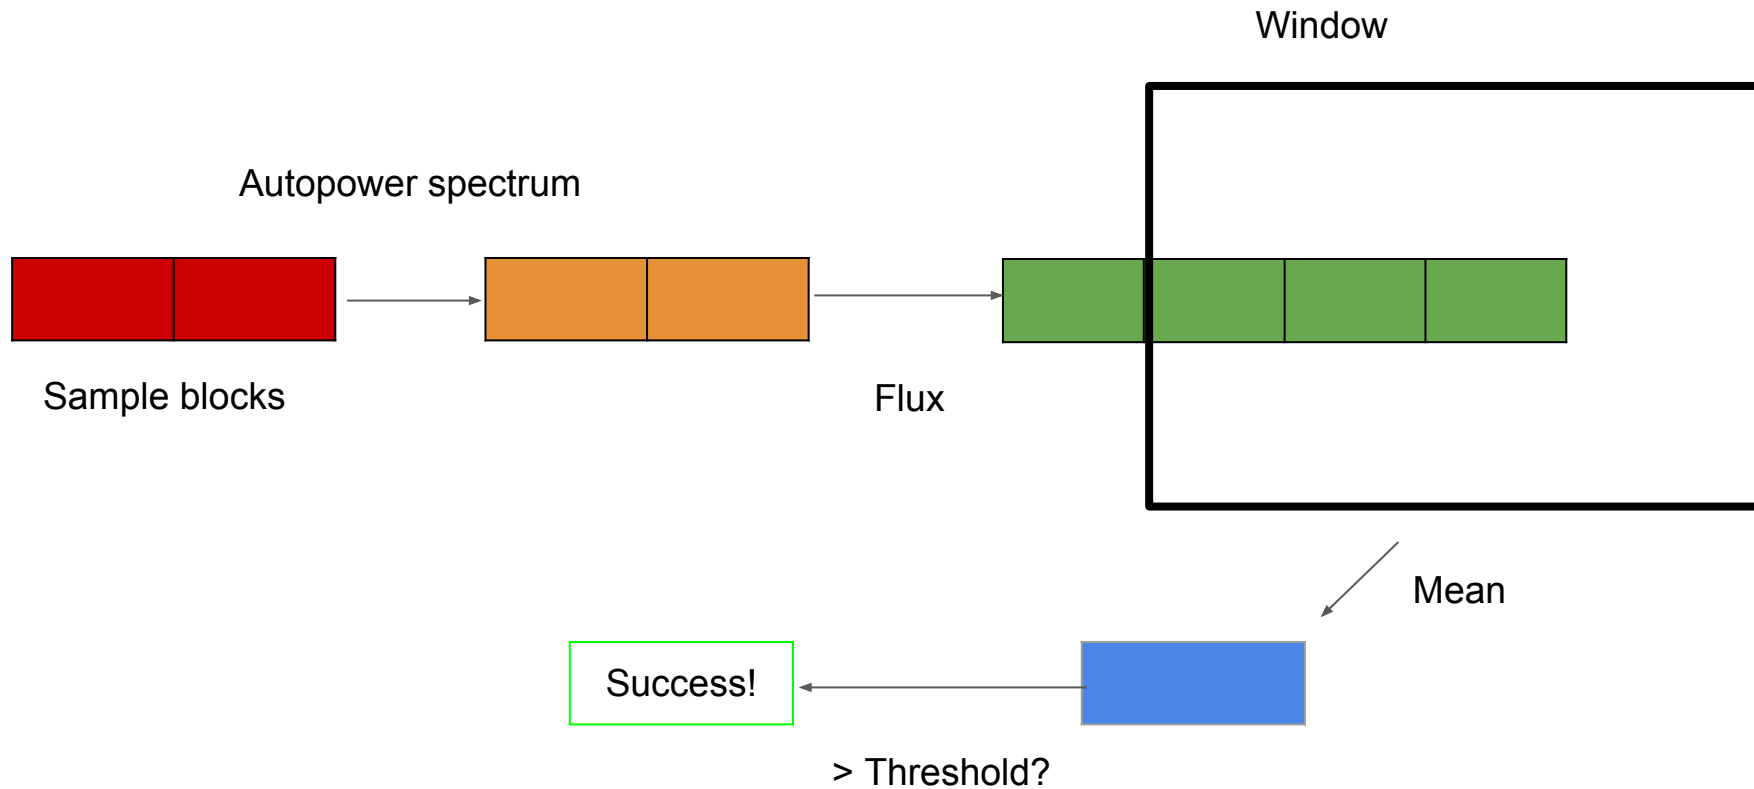 Window
Autopower spectrum
Sample blocks
Flux
Mean
Success!
> Threshold?